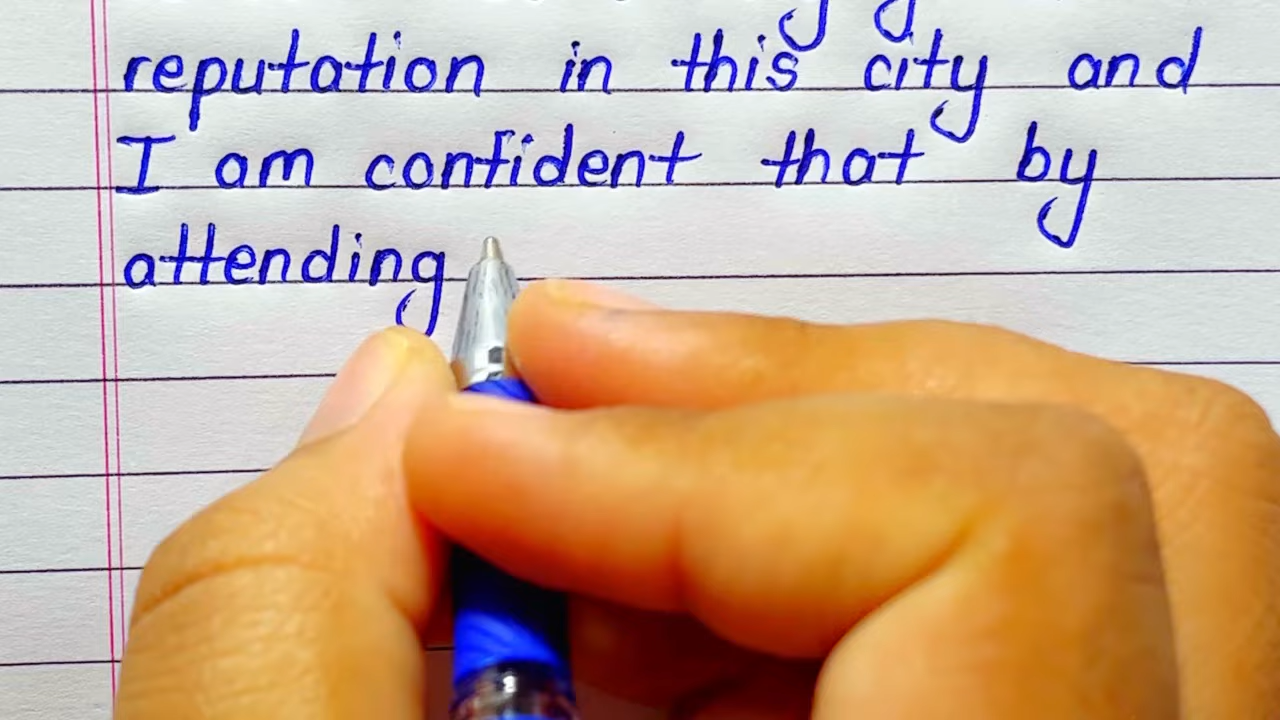 reputation in this city and
I am confident that by
attending